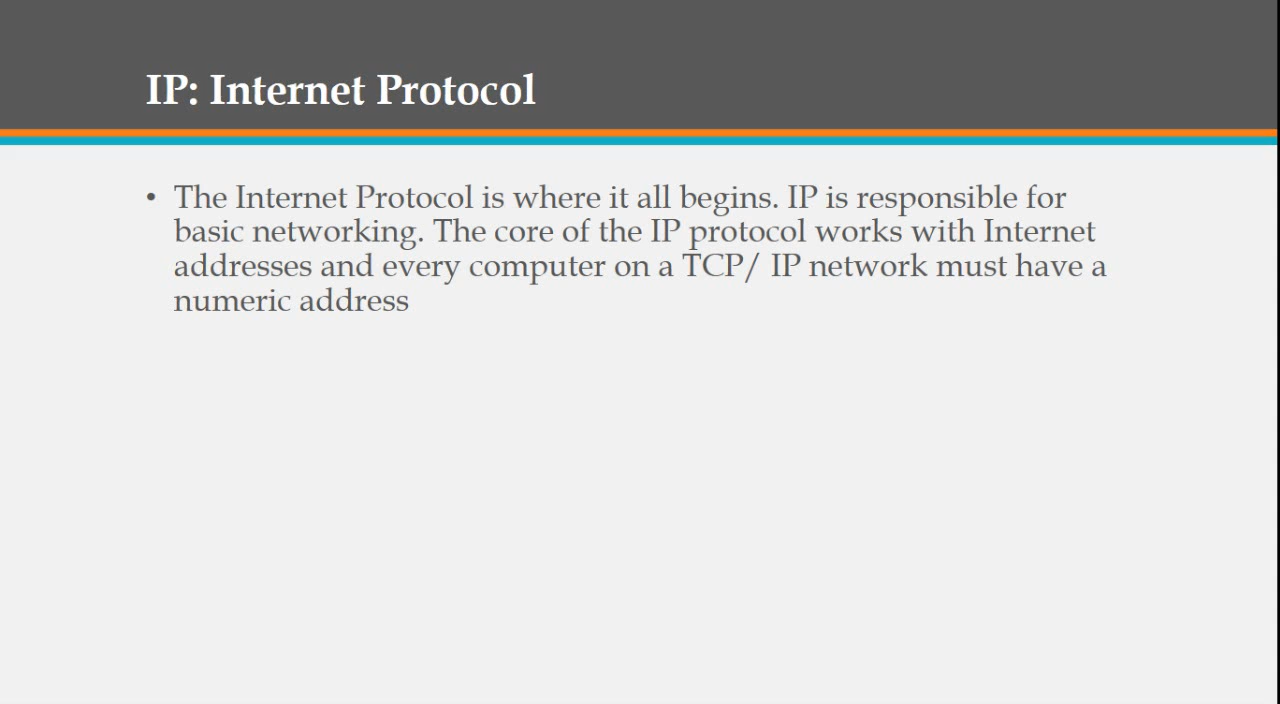 IP: Internet Protocol
• The Internet Protocol is where it all begins. IP is responsible for
basic networking. The core of the IP protocol works with Internet
addresses and every computer on a TCP/ IP network must have a
numeric address